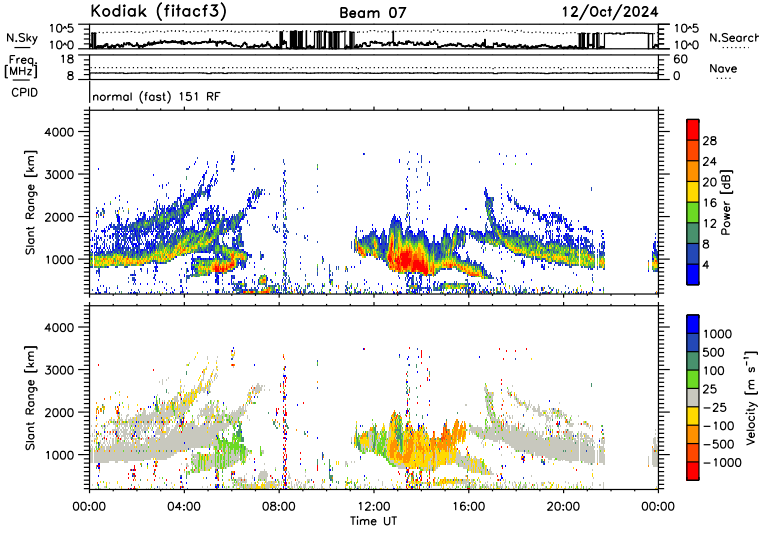 Kodiak (fitacf3) Beam 07 12/Oct/2024
N.Sky 10^5 10^0 10^5 10^0 N.Search
Freq. [MHz] 18 8 60 0 Nave
CPID normal (fast) 151 RF
Slant Range [km] 4000 3000 2000 1000
Power [dB] 28 24 20 16 12 8 4
Slant Range [km] 4000 3000 2000 1000
Velocity [m s⁻¹] 1000 500 100 25 −25 −100 −500 −1000
00:00 04:00 08:00 12:00 16:00 20:00 00:00
Time UT